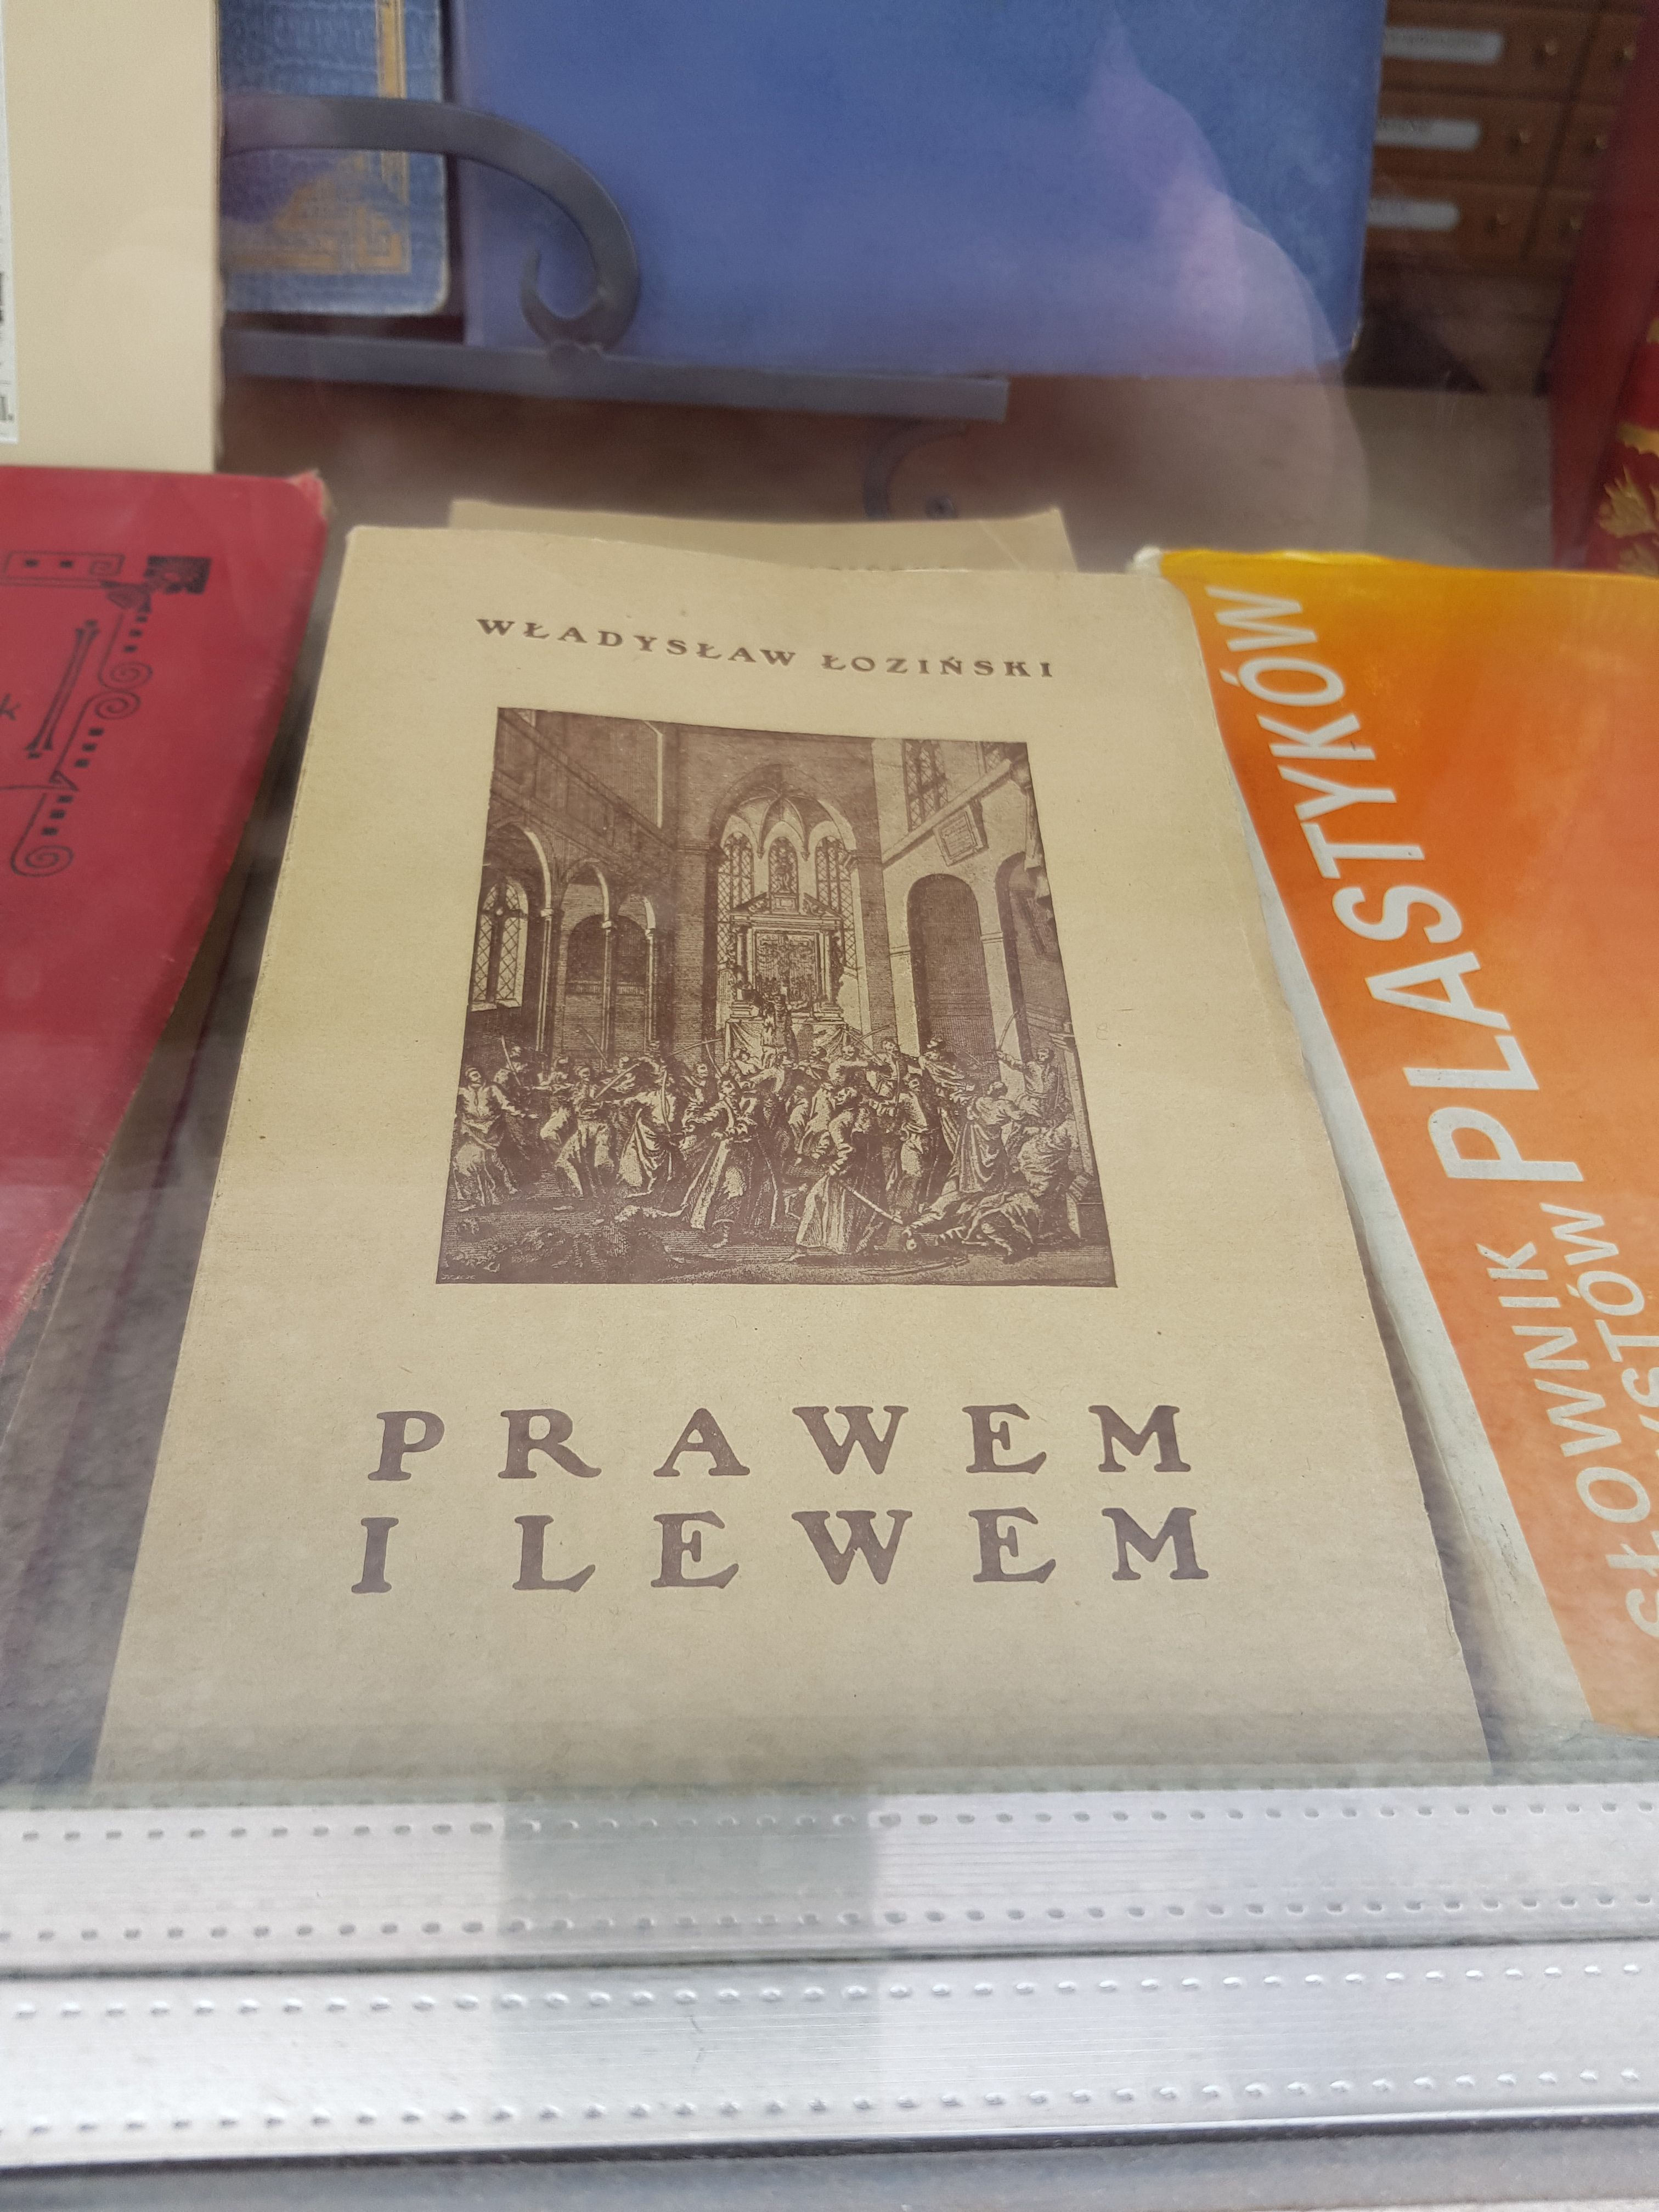 WŁADYSŁAW ŁOZIŃSKI
PRAWEM
I LEWEM
PLASTYKÓW
SŁOWNIK